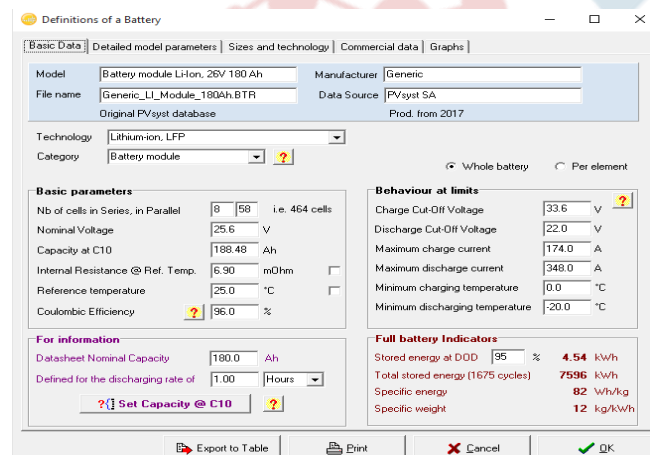 Definitions of a Battery
Basic Data Detailed model parameters Sizes and technology Commercial data Graphs
Model Battery module Li-Ion, 26V 180 Ah Manufacturer Generic
File name Generic_LI_Module_180Ah.BTR Data Source PVsyst SA
Original PVsyst database Prod. from 2017
Technology Lithium-ion, LFP
Category Battery module ?
Whole battery Per element
Basic parameters
Nb of cells in Series, in Parallel 8 58 i.e. 464 cells
Nominal Voltage 25.6 V
Capacity at C10 188.48 Ah
Internal Resistance @ Ref. Temp. 6.90 mOhm
Reference temperature 25.0 °C
Coulombic Efficiency ? 96.0 %
Behaviour at limits
?
Charge Cut-Off Voltage 33.6 V
Discharge Cut-Off Voltage 22.0 V
Maximum charge current 174.0 A
Maximum discharge current 348.0 A
Minimum charging temperature 0.0 °C
Minimum discharging temperature -20.0 °C
For information
Datasheet Nominal Capacity 180.0 Ah
Defined for the discharging rate of 1.00 Hours
?{] Set Capacity @ C10 ?
Full battery Indicators
Stored energy at DOD 95 % 4.54 kWh
Total stored energy (1675 cycles) 7596 kWh
Specific energy 82 Wh/kg
Specific weight 12 kg/kWh
Export to Table Print Cancel OK